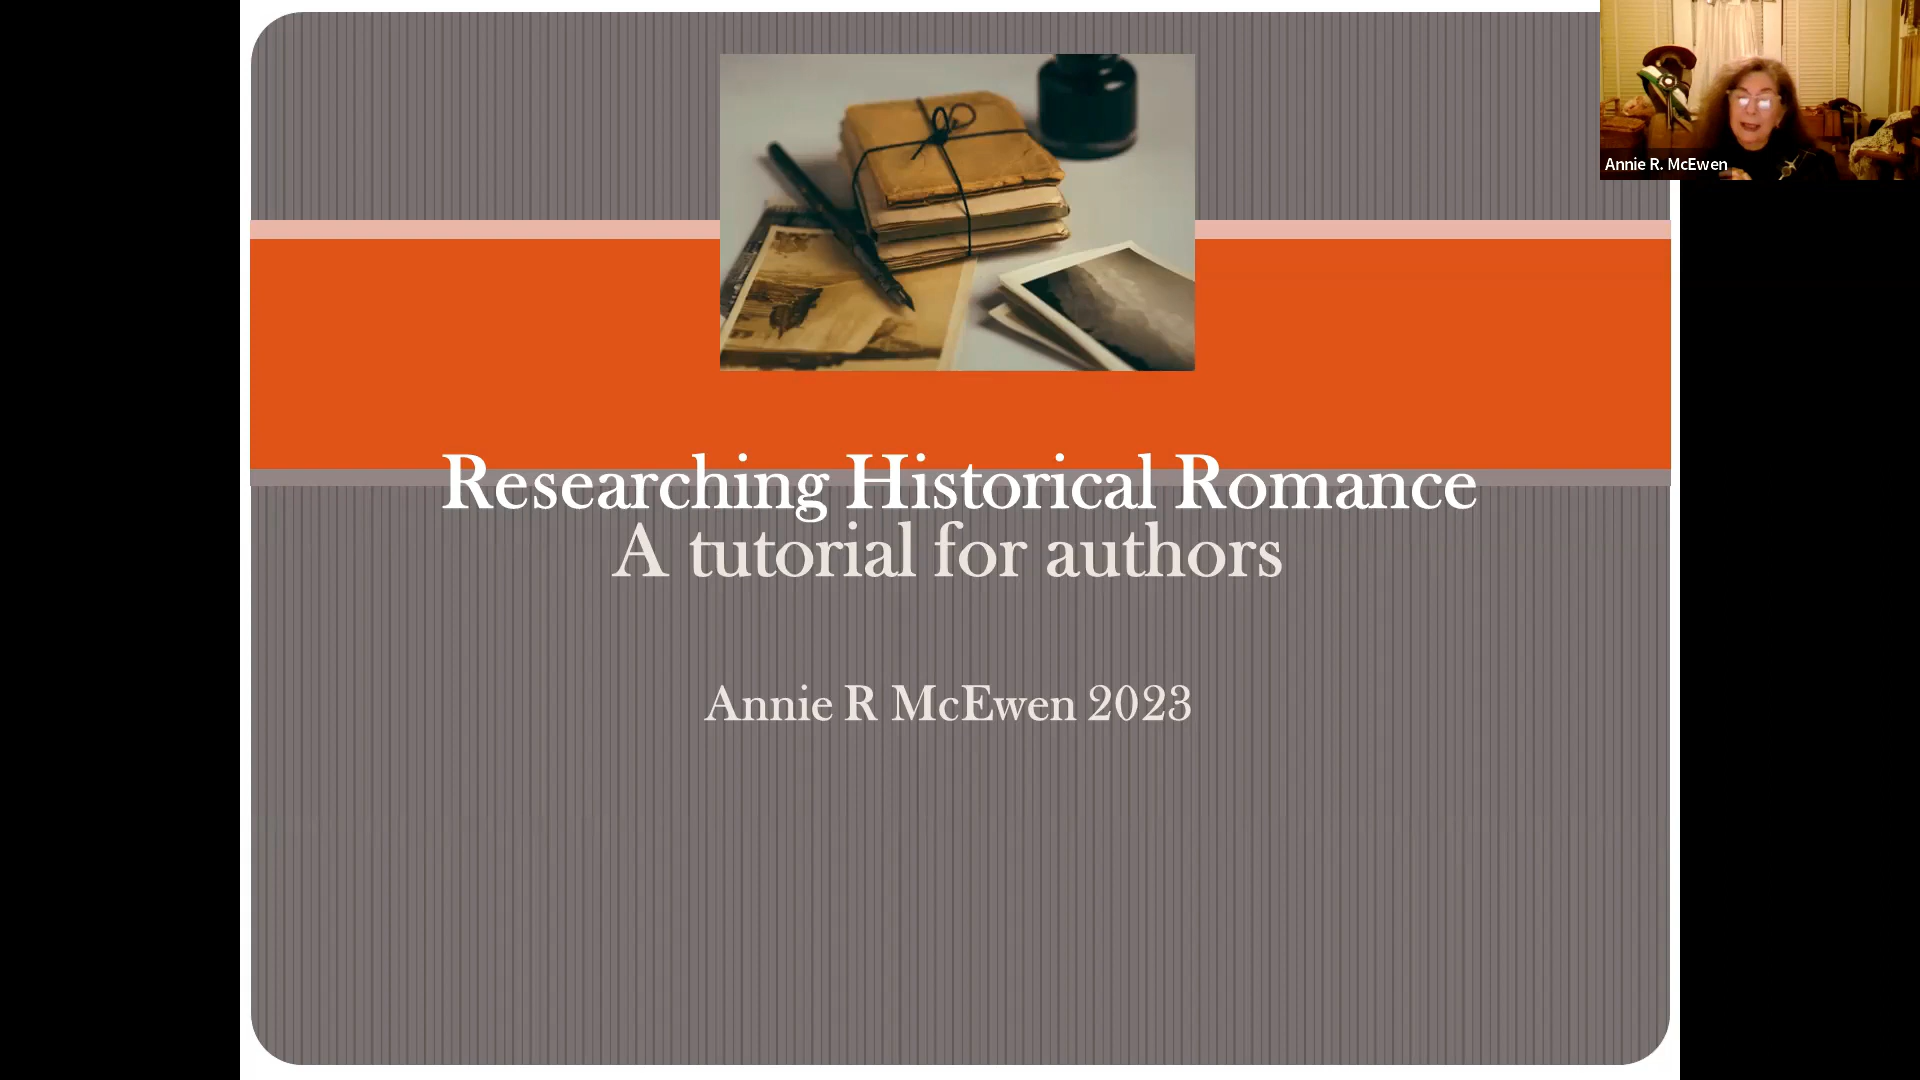 Annie R. McEwen
Researching Historical Romance
A tutorial for authors
Annie R McEwen 2023